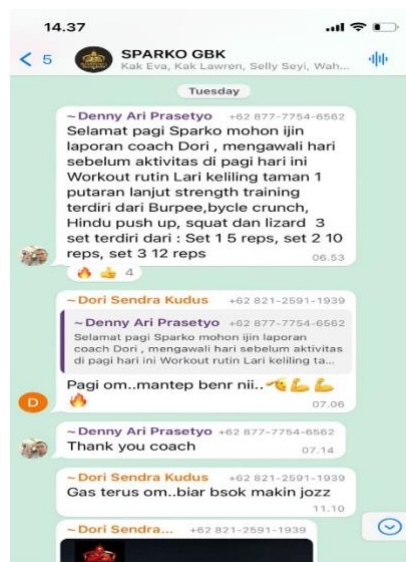 14.37
5
SPARKO GBK
Kak Eva, Kak Lawren, Selly Seyi, Wah...
Tuesday
~Denny Ari Prasetyo +62 877-7754-6562
Selamat pagi Sparko mohon ijin
laporan coach Dori , mengawali hari
sebelum aktivitas di pagi hari ini
Workout rutin Lari keliling taman 1
putaran lanjut strength training
terdiri dari Burpee,bycle crunch,
Hindu push up, squat dan lizard 3
set terdiri dari : Set 1 5 reps, set 2 10
reps, set 3 12 reps 06.53
🔥 👍 4
~Dori Sendra Kudus +62 821-2591-1939
~Denny Ari Prasetyo +62 877-7754-6562
Selamat pagi Sparko mohon ijin laporan
coach Dori , mengawali hari sebelum aktivitas
di pagi hari ini Workout rutin Lari keliling ta...
Pagi om..mantep benr nii..🫡💪💪
🔥 07.06
D
~Denny Ari Prasetyo +62 877-7754-6562
Thank you coach 07.14
~Dori Sendra Kudus +62 821-2591-1939
Gas terus om..biar bsok makin jozz
11.10
~Dori Sendra... +62 821-2591-1939